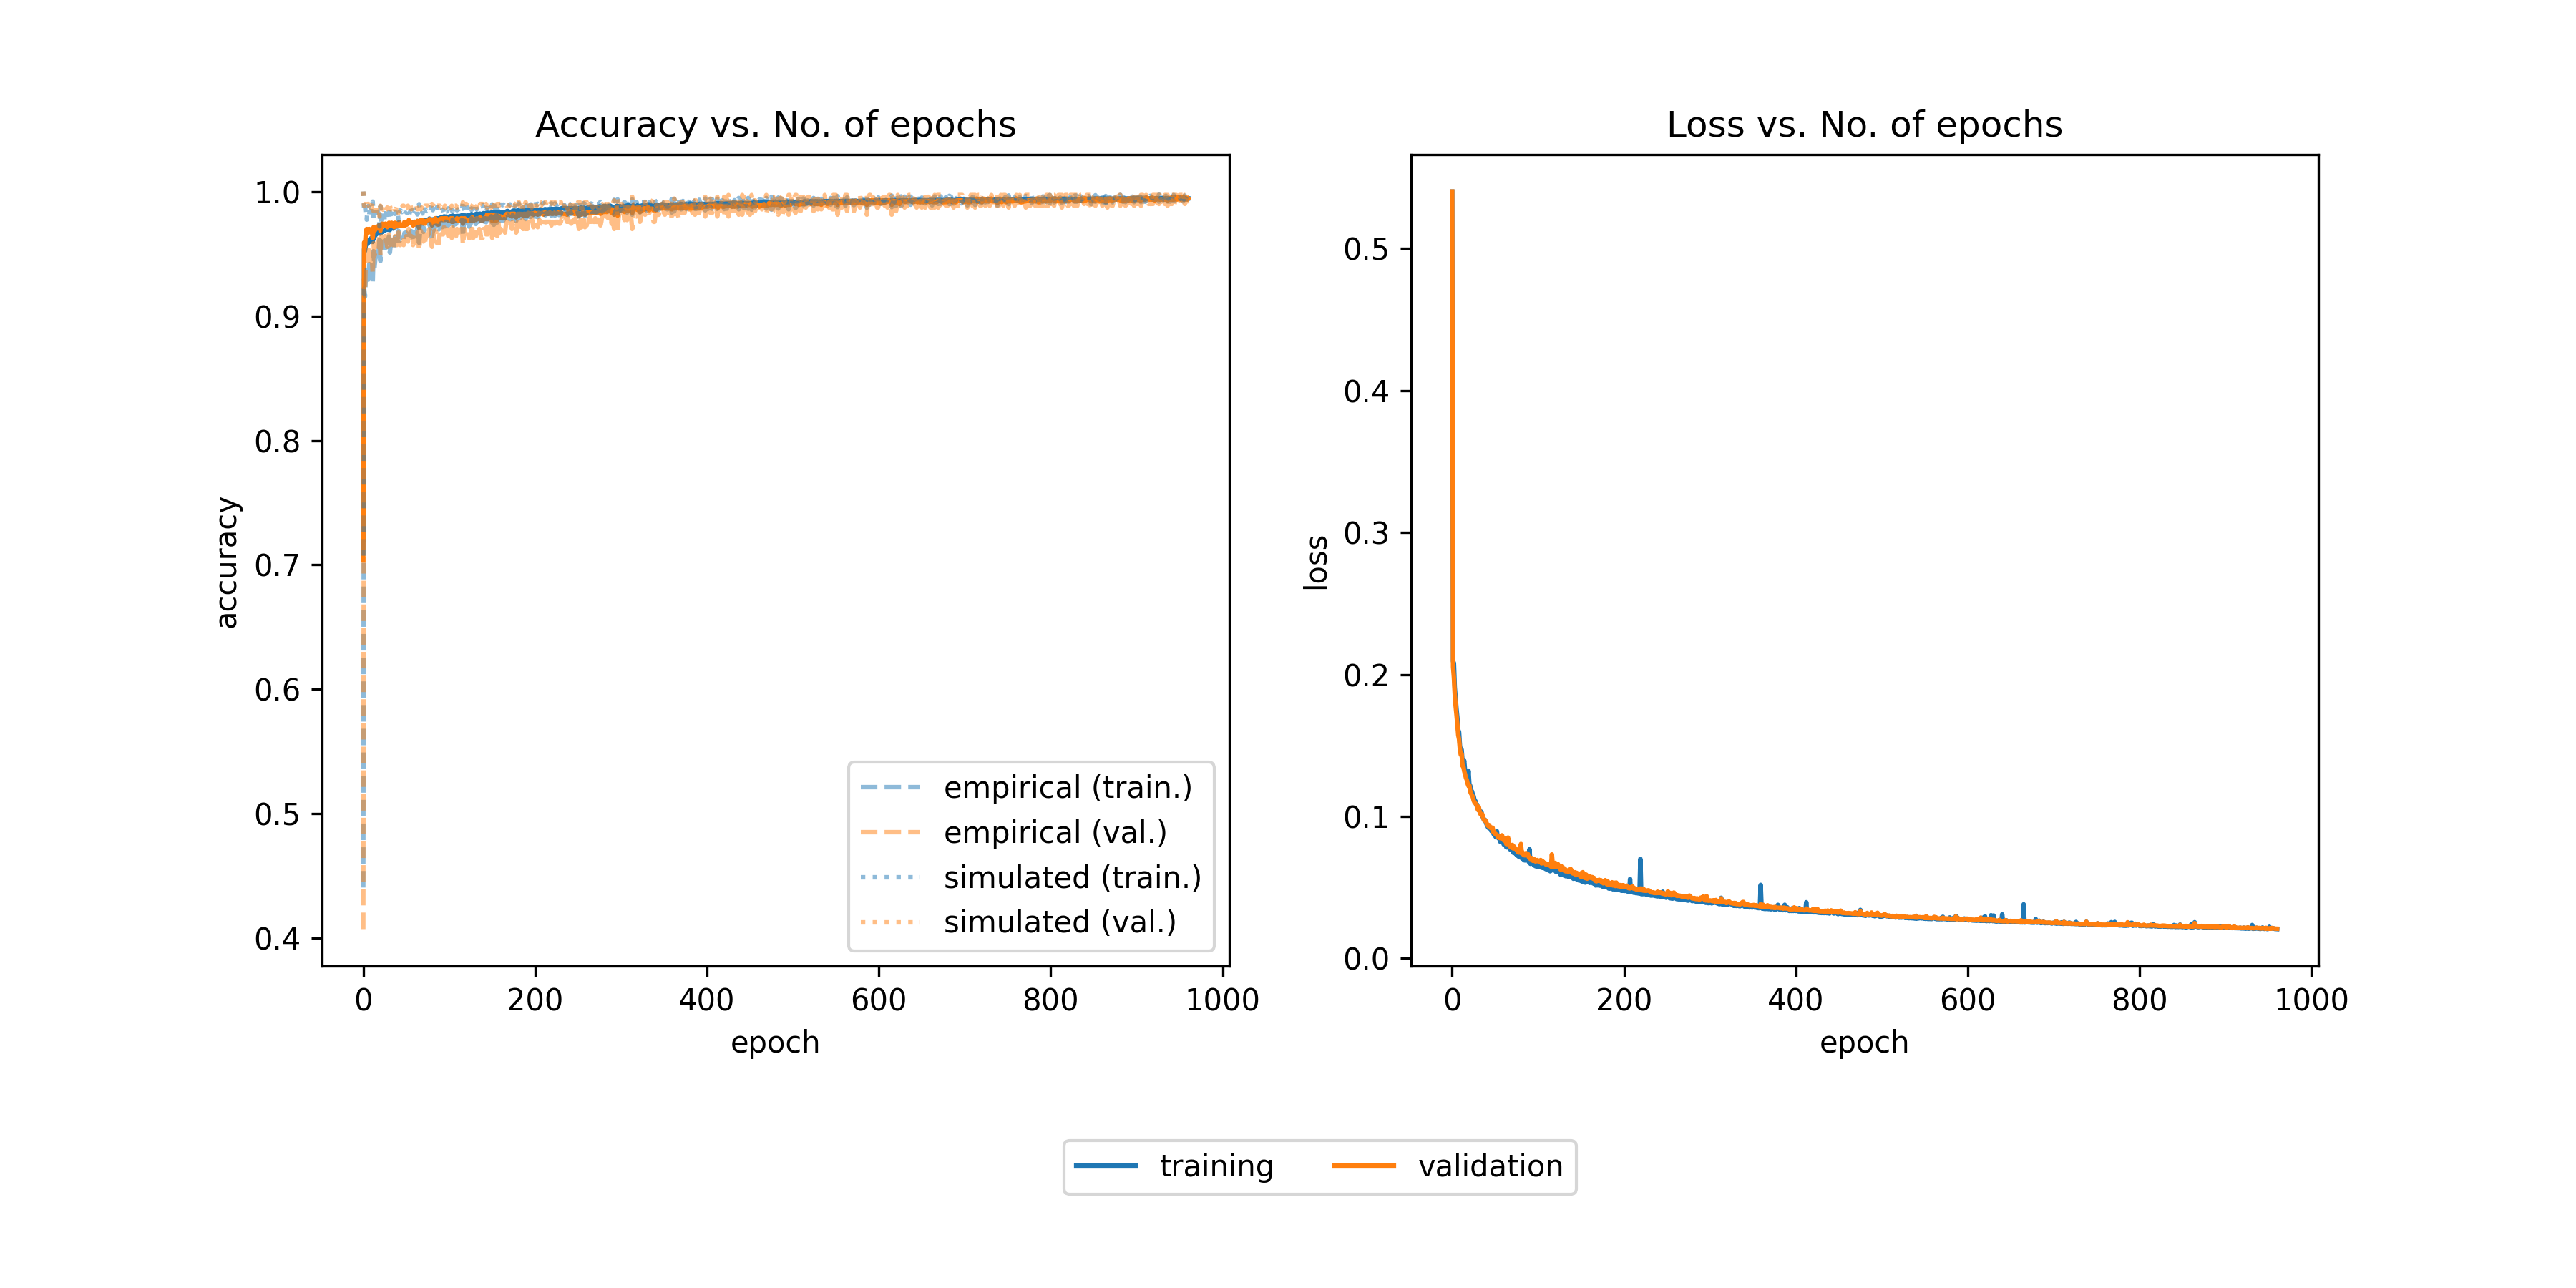 Accuracy vs. No. of epochs
1.0
0.9
0.8
0.7
0.6
0.5
0.4
accuracy
0 200 400 600 800 1000
epoch
empirical (train.)
empirical (val.)
simulated (train.)
simulated (val.)
Loss vs. No. of epochs
0.5
0.4
0.3
0.2
0.1
0.0
loss
0 200 400 600 800 1000
epoch
training validation